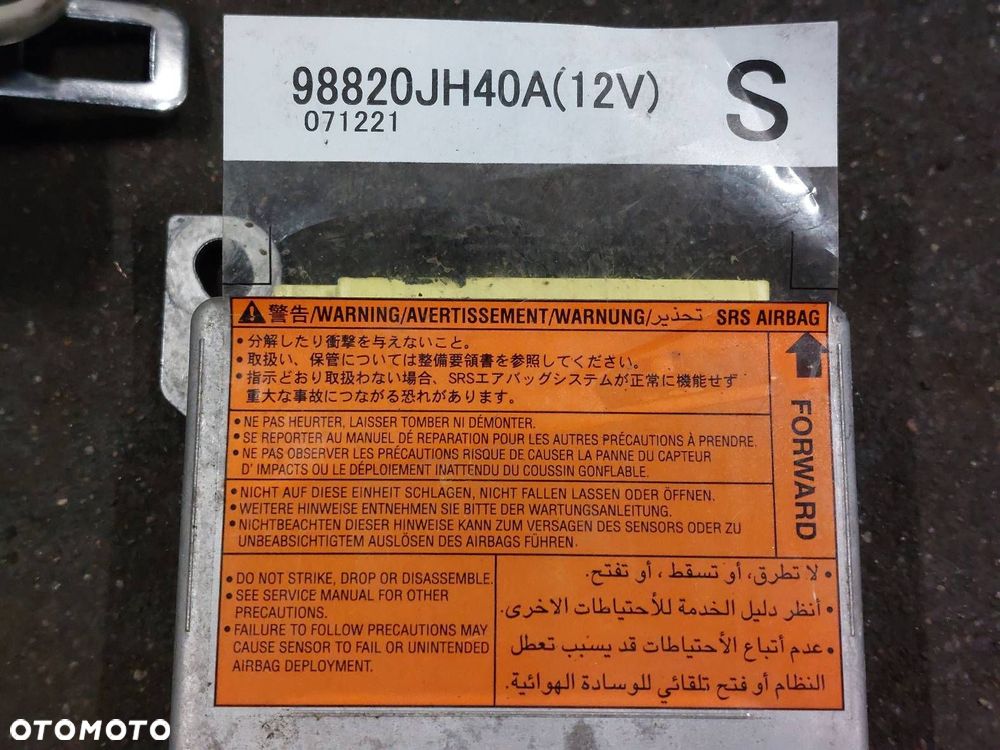 98820JH40A(12V)
071221
S
警告/WARNING/AVERTISSEMENT/WARNUNG/تحذير SRS AIRBAG
• 分解したり衝撃を与えないこと。
• 取扱い、保管については整備要領書を参照してください。
• 指示どおり取扱わない場合、SRSエアバッグシステムが正常に機能せず
重大な事故につながる恐れがあります。
FORWARD
• NE PAS HEURTER, LAISSER TOMBER NI DÉMONTER.
• SE REPORTER AU MANUEL DÉ REPARATION POUR LES AUTRES PRÉCAUTIONS À PRENDRE.
• NE PAS OBSERVER LES PRÉCAUTIONS RISQUE DE CAUSER LA PANNE DU CAPTEUR
D' IMPACTS OU LE DÉPLOIEMENT INATTENDU DU COUSSIN GONFLABLE.
• NICHT AUF DIESE EINHEIT SCHLAGEN, NICHT FALLEN LASSEN ODER ÖFFNEN.
• WEITERE HINWEISE ENTNEHMEN SIE BITTE DER WARTUNGSANLEITUNG.
• NICHTBEACHTEN DIESER HINWEISE KANN ZUM VERSAGEN DES SENSORS ODER ZU
UNBEABSICHTIGTEM AUSLÖSEN DES AIRBAGS FÜHREN.
• DO NOT STRIKE, DROP OR DISASSEMBLE.
• SEE SERVICE MANUAL FOR OTHER
PRECAUTIONS.
• FAILURE TO FOLLOW PRECAUTIONS MAY
CAUSE SENSOR TO FAIL OR UNINTENDED
AIRBAG DEPLOYMENT.
• لا تطرق، أو تسقط ، أو تفتح.
• أنظر دليل الخدمة للأحتياطات الاخرى.
• عدم أتباع الأحتياطات قد يسبب تعطل
النظام أو فتح تلقائي للوسادة الهوائية.
OTOMOTO